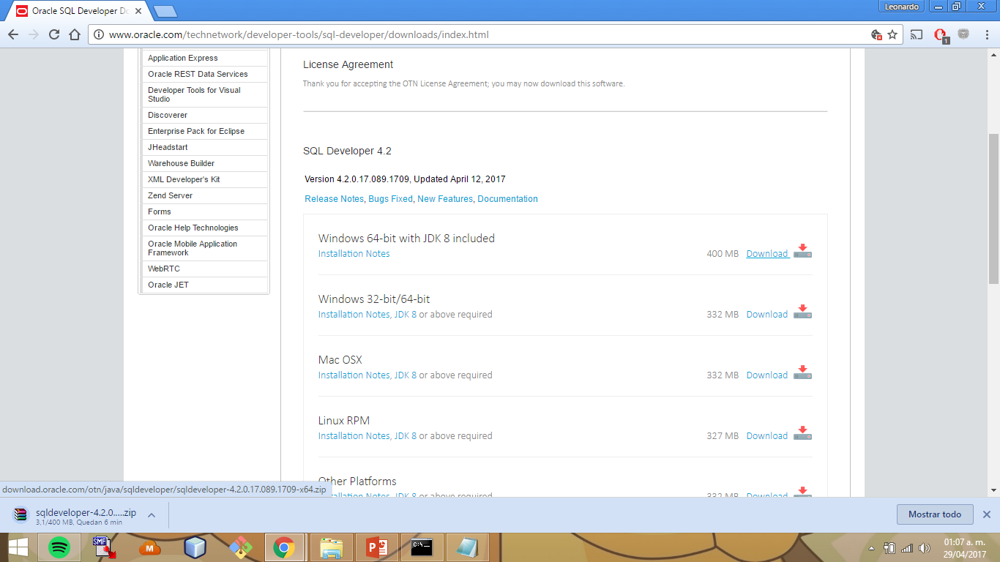 Oracle SQL Developer Do
Leonardo
www.oracle.com/technetwork/developer-tools/sql-developer/downloads/index.html
1
Application Express
Oracle REST Data Services
Developer Tools for Visual
Studio
Discoverer
Enterprise Pack for Eclipse
JHeadstart
Warehouse Builder
XML Developer's Kit
Zend Server
Forms
Oracle Help Technologies
Oracle Mobile Application
Framework
WebRTC
Oracle JET
License Agreement
Thank you for accepting the OTN License Agreement; you may now download this software.
SQL Developer 4.2
Version 4.2.0.17.089.1709, Updated April 12, 2017
Release Notes, Bugs Fixed, New Features, Documentation
Windows 64-bit with JDK 8 included
Installation Notes 400 MB Download
Windows 32-bit/64-bit
Installation Notes, JDK 8 or above required 332 MB Download
Mac OSX
Installation Notes, JDK 8 or above required 332 MB Download
Linux RPM
Installation Notes, JDK 8 or above required 327 MB Download
Other Platforms
Installation Notes, JDK 8 or above required 332 MB Download
download.oracle.com/otn/java/sqldeveloper/sqldeveloper-4.2.0.17.089.1709-x64.zip
sqldeveloper-4.2.0.....zip
3,1/400 MB, Quedan 6 min
Mostrar todo
SMF
C:\_
01:07 a. m.
29/04/2017